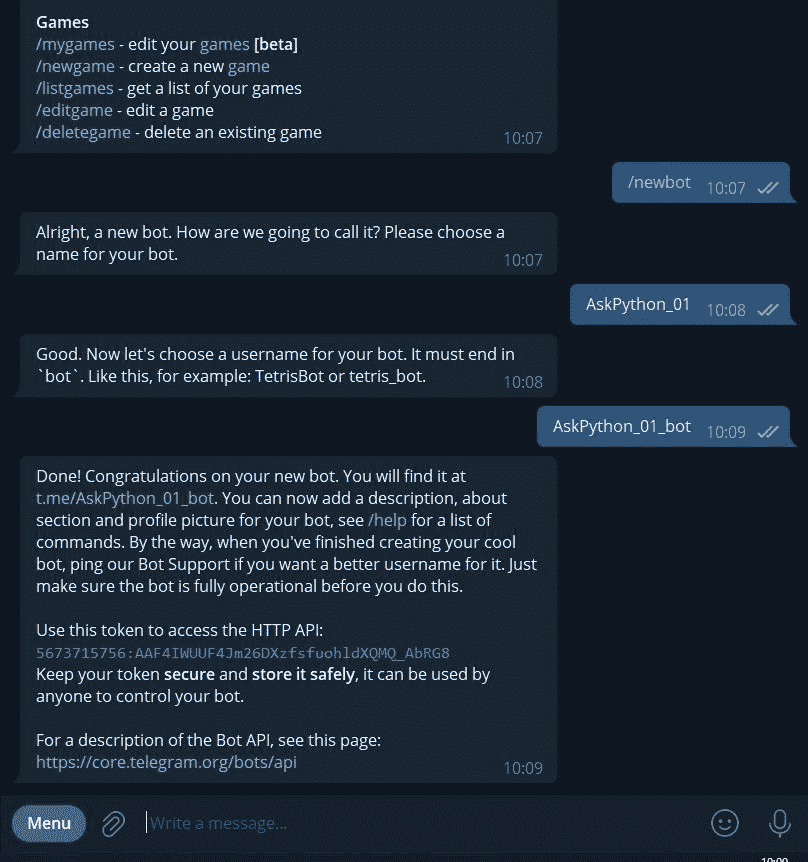 Games
/mygames - edit your games [beta]
/newgame - create a new game
/listgames - get a list of your games
/editgame - edit a game
/deletegame - delete an existing game
10:07
/newbot 10:07
Alright, a new bot. How are we going to call it? Please choose a
name for your bot.
10:07
AskPython_01 10:08
Good. Now let's choose a username for your bot. It must end in
`bot`. Like this, for example: TetrisBot or tetris_bot.
10:08
AskPython_01_bot 10:09
Done! Congratulations on your new bot. You will find it at
t.me/AskPython_01_bot. You can now add a description, about
section and profile picture for your bot, see /help for a list of
commands. By the way, when you've finished creating your cool
bot, ping our Bot Support if you want a better username for it. Just
make sure the bot is fully operational before you do this.
Use this token to access the HTTP API:
5673715756:AAF4IWUUF4Jm26DXzfsfuohldXQMQ_AbRG8
Keep your token secure and store it safely, it can be used by
anyone to control your bot.
For a description of the Bot API, see this page:
https://core.telegram.org/bots/api
10:09
Menu
Write a message...